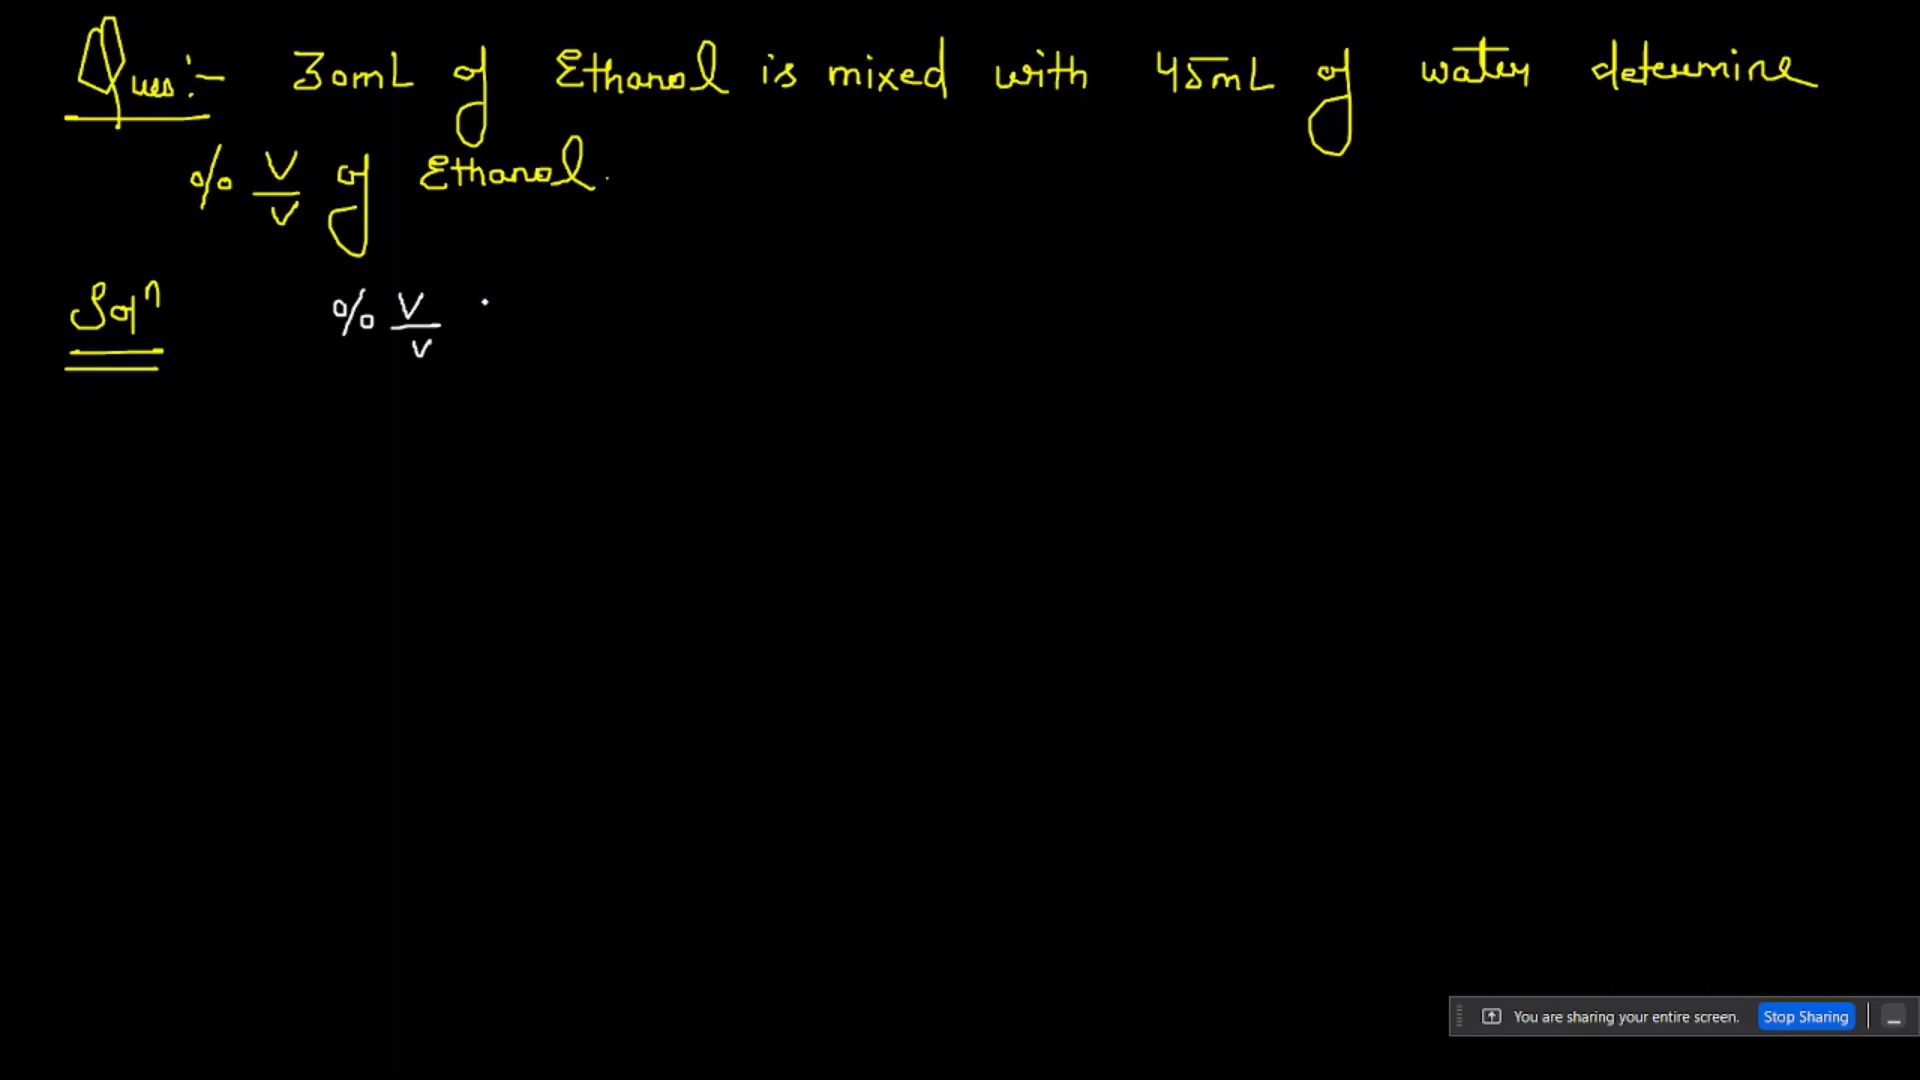 Ques:- 30mL of Ethanol is mixed with 45mL of water determine
% V/V of Ethanol.
Solⁿ % V/V
You are sharing your entire screen. Stop Sharing